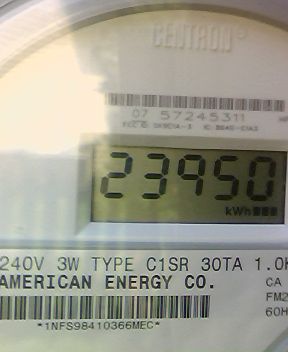 CENTRON®
07 57245311
23950
kWh
240V 3W TYPE C1SR 30TA 1.0K
AMERICAN ENERGY CO.
CA
FM2
60H
*1NFS98410366MEC*